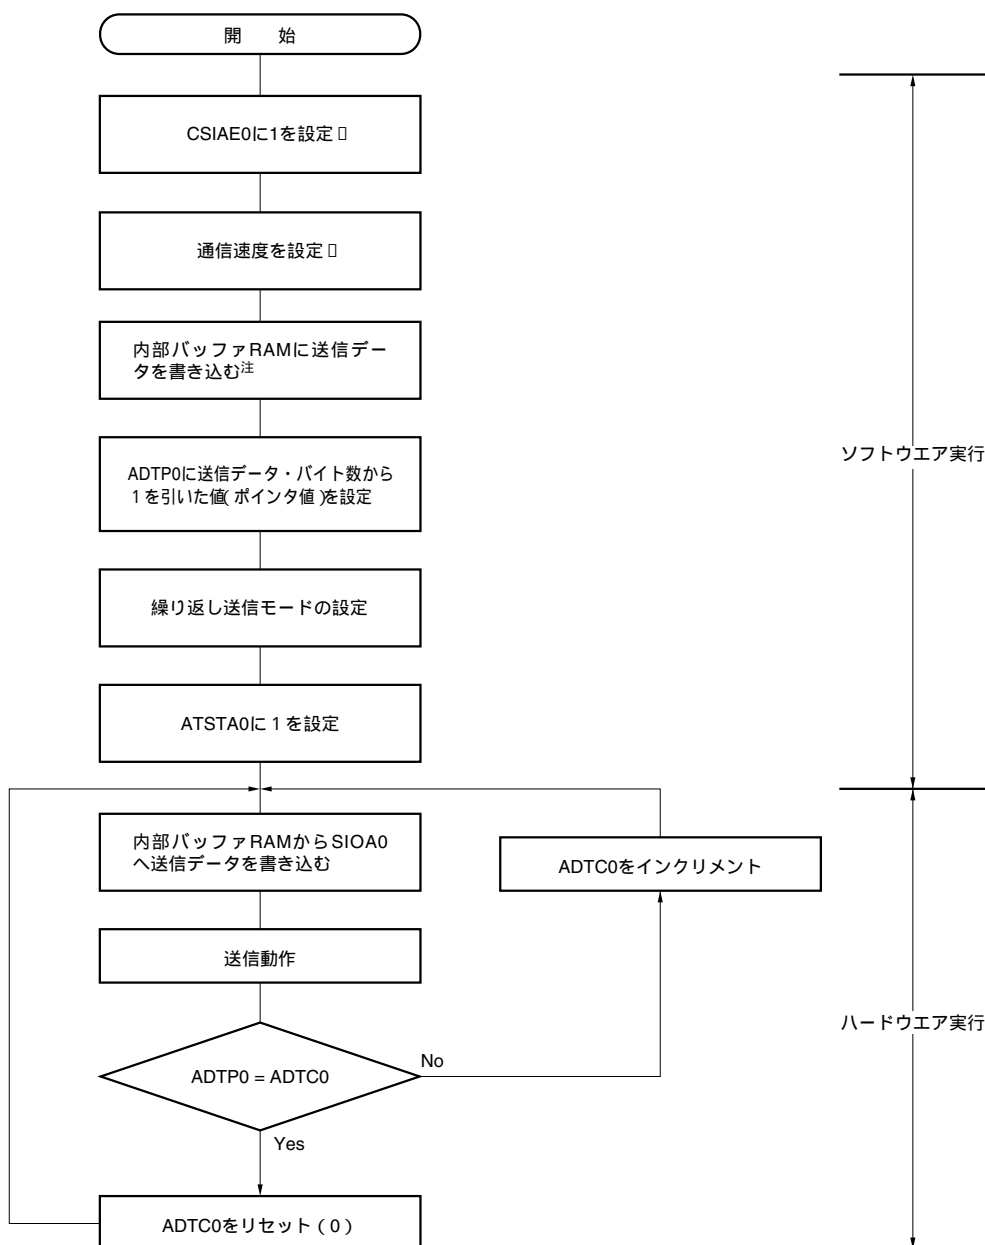 開 始
CSIAE0に1を設定
通信速度を設定
内部バッファRAMに送信デー
タを書き込む注
ADTP0に送信データ・バイト数から
1を引いた値(ポインタ値)を設定
繰り返し送信モードの設定
ATSTA0に1を設定
ソフトウエア実行
内部バッファRAMからSIOA0
へ送信データを書き込む
ADTC0をインクリメント
送信動作
ハードウエア実行
ADTP0 = ADTC0
No
Yes
ADTC0をリセット(0)